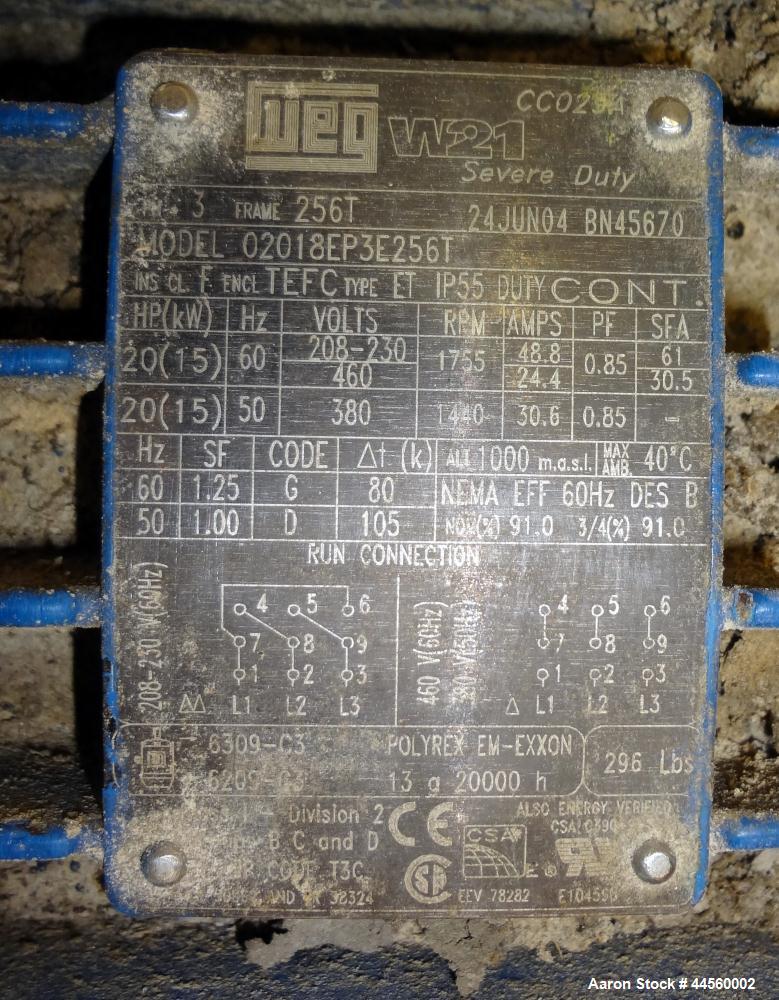 weg W21 CC029A
Severe Duty
PH. 3 FRAME 256T 24JUN04 BN45670
MODEL 02018EP3E256T
INS CL. F ENCL TEFC TYPE ET IP55 DUTY CONT.
HP(kW) Hz VOLTS RPM AMPS PF SFA
20(15) 60 208-230 460 1755 48.8 24.4 0.85 61 30.5
20(15) 50 380 1440 30.6 0.85 -
Hz SF CODE Δt (k) ALT 1000 m.a.s.l. MAX AMB. 40°C
60 1.25 G 80 NEMA EFF 60Hz DES B
50 1.00 D 105 NOM(%) 91.0 3/4(%) 91.0
RUN CONNECTION
208-230 V(60Hz)
4 5 6
7 8 9
1 2 3
ΔΔ L1 L2 L3
460 V(60Hz)
380 V(50Hz)
4 5 6
7 8 9
1 2 3
Δ L1 L2 L3
6309-C3 POLYREX EM-EXXON
6209-C3 13 g 20000 h
296 Lbs
Division 2
B C and D
CODE T3C
AND 38324
CE
CSA
ALSO ENERGY VERIFIED
CSA C390
EEV 78282
Aaron Stock # 44560002